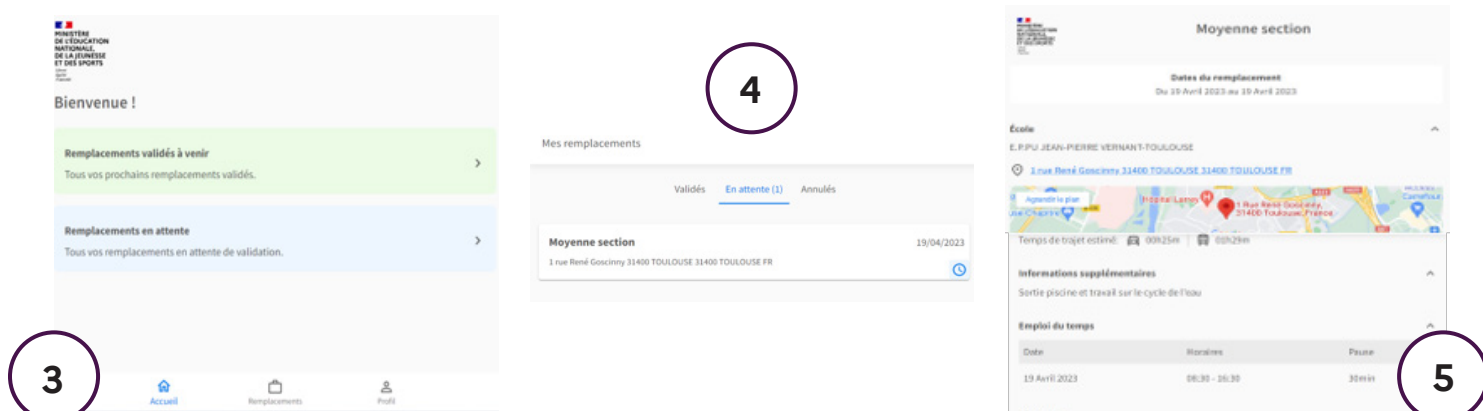 MINISTÈRE
DE L'ÉDUCATION
NATIONALE,
DE LA JEUNESSE
ET DES SPORTS
Bienvenue !
Remplacements validés à venir
Tous vos prochains remplacements validés.
Remplacements en attente
Tous vos remplacements en attente de validation.
3
Accueil
Remplacements
Profil
4
Mes remplacements
Validés En attente (1) Annulés
Moyenne section 19/04/2023
1 rue René Goscinny 31400 TOULOUSE 31400 TOULOUSE FR
Moyenne section
Dates du remplacement
Du 19 Avril 2023 au 19 Avril 2023
École
E.P.PU JEAN-PIERRE VERNANT-TOULOUSE
1 rue René Goscinny 31400 TOULOUSE 31400 TOULOUSE FR
Agrandir le plan
Hôpital Larrey
1 Rue René Goscinny,
31400 Toulouse, France
Carrefour
Temps de trajet estimé: 00h25m 01h29m
Informations supplémentaires
Sortie piscine et travail sur le cycle de l'eau
Emploi du temps
Date Horaires Pause
19 Avril 2023 08:30 - 16:30 30min
5